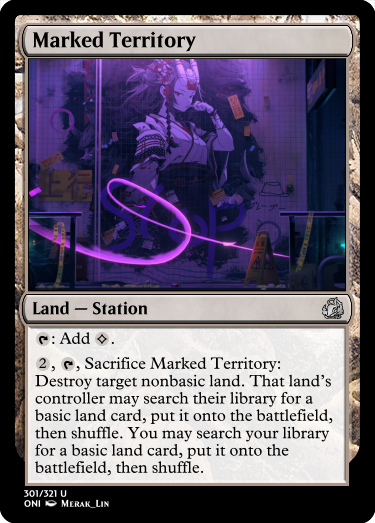 Marked Territory
上行
Land — Station
: Add .
2, , Sacrifice Marked Territory:
Destroy target nonbasic land. That land's
controller may search their library for a
basic land card, put it onto the battlefield,
then shuffle. You may search your library
for a basic land card, put it onto the
battlefield, then shuffle.
301/321 U
ONI Merak_Lin